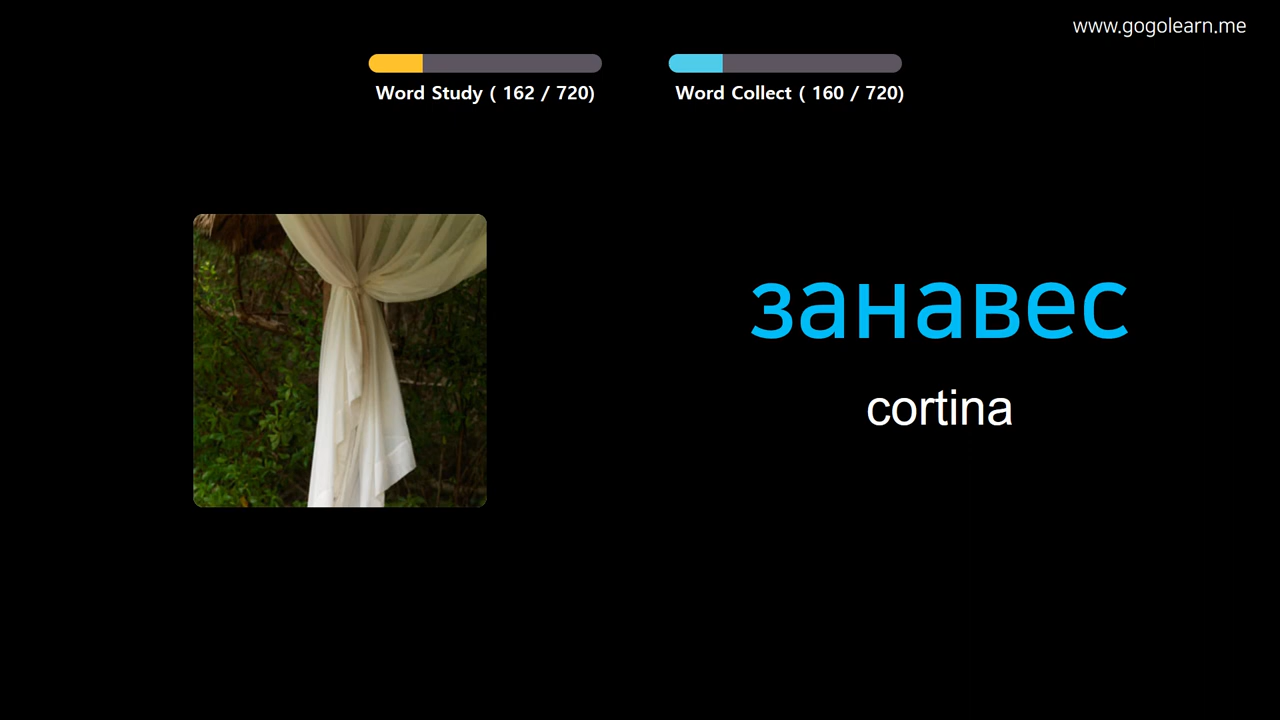 www.gogolearn.me
Word Study ( 162 / 720)
Word Collect ( 160 / 720)
занавес
cortina